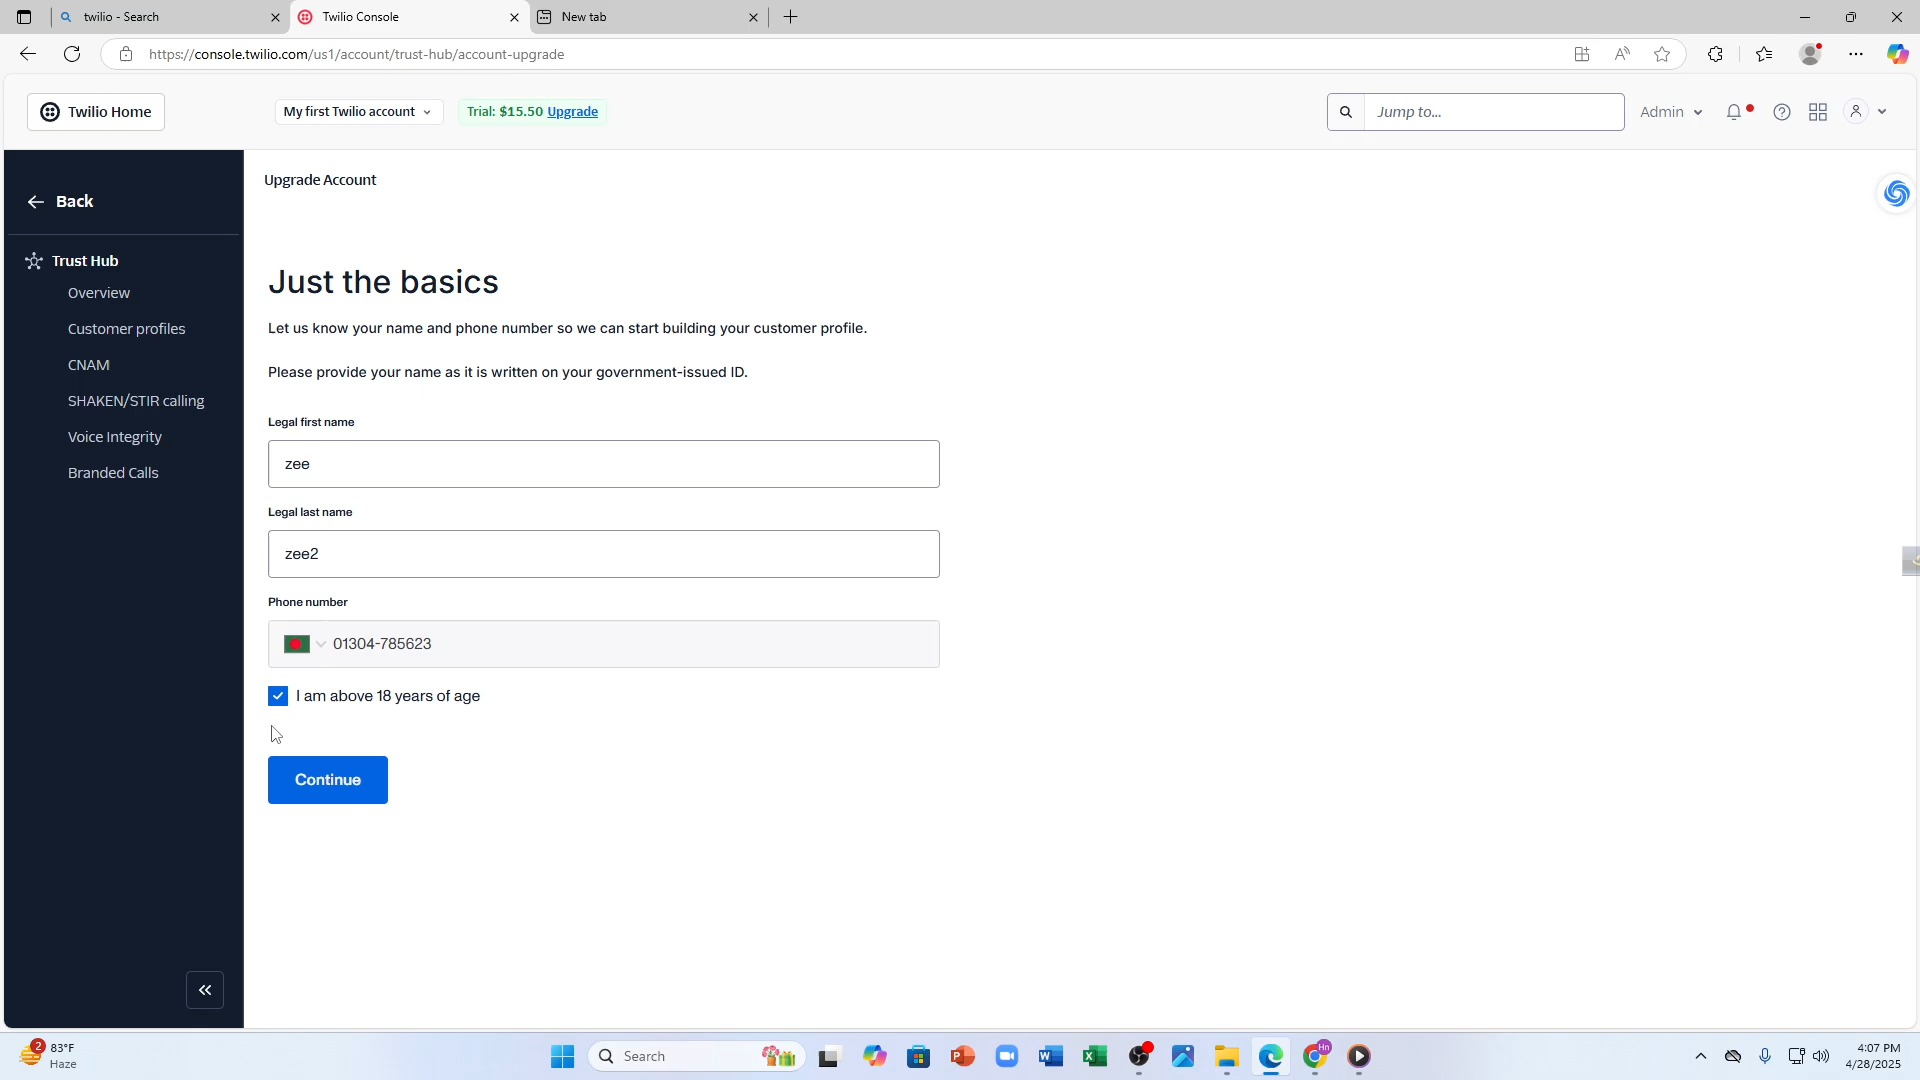 twilio - Search
Twilio Console
New tab
https://console.twilio.com/us1/account/trust-hub/account-upgrade
Twilio Home
My first Twilio account
Trial: $15.50 Upgrade
Jump to...
Admin
Back
Trust Hub
Overview
Customer profiles
CNAM
SHAKEN/STIR calling
Voice Integrity
Branded Calls
Upgrade Account
Just the basics
Let us know your name and phone number so we can start building your customer profile.
Please provide your name as it is written on your government-issued ID.
Legal first name
zee
Legal last name
zee2
Phone number
01304-785623
I am above 18 years of age
Continue
2
83°F
Haze
Search
Hn
4:07 PM
4/28/2025